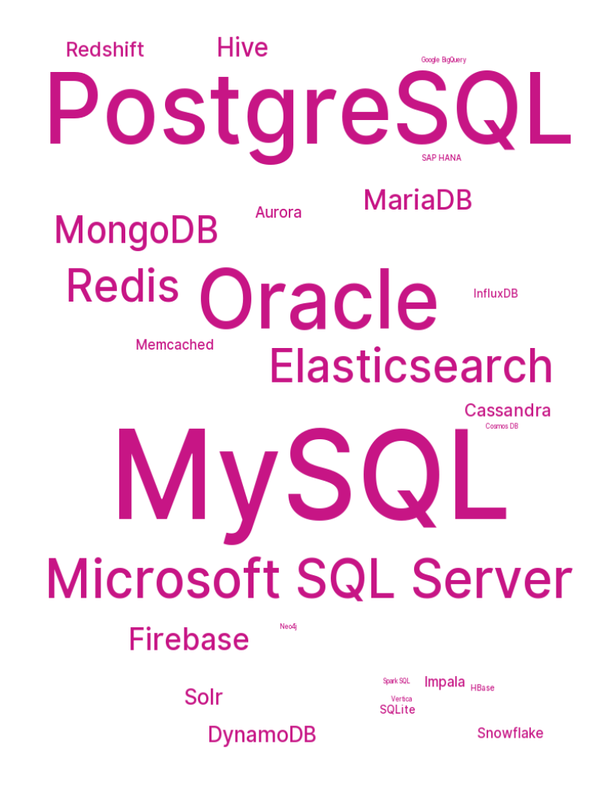 Redshift
Hive
Google BigQuery
PostgreSQL
SAP HANA
MariaDB
Aurora
MongoDB
Redis
Oracle
InfluxDB
Memcached
Elasticsearch
Cassandra
Cosmos DB
MySQL
Microsoft SQL Server
Neo4j
Firebase
Spark SQL
Impala
HBase
Solr
Vertica
SQLite
DynamoDB
Snowflake